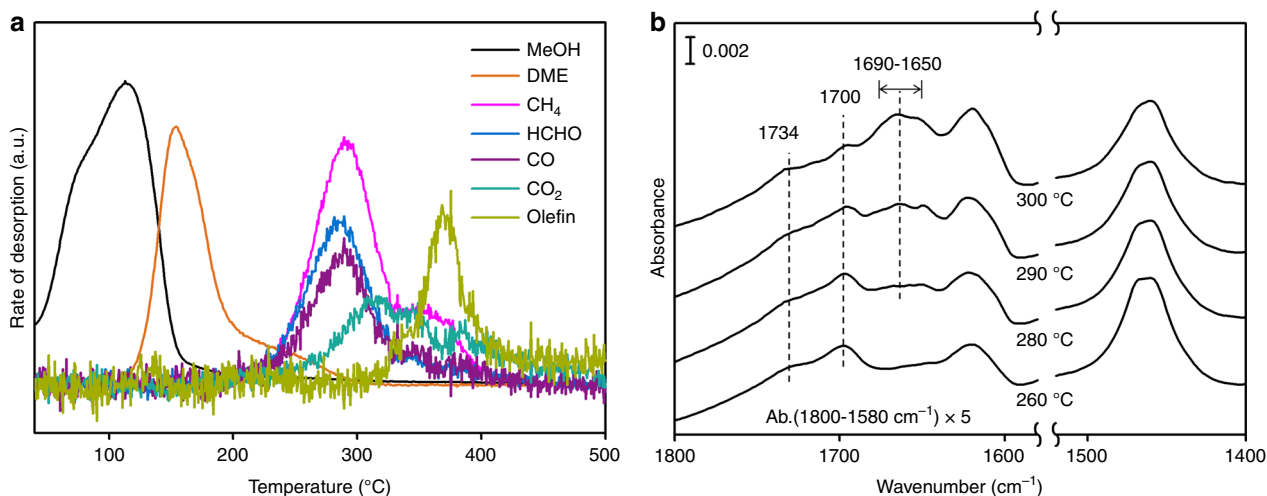 a
MeOH
DME
CH₄
HCHO
CO
CO₂
Olefin
Rate of desorption (a.u.)
100
200
300
400
500
Temperature (°C)
b
0.002
1690-1650
1700
1734
300 °C
290 °C
280 °C
260 °C
Ab.(1800-1580 cm⁻¹) × 5
Absorbance
1800
1700
1600
1500
1400
Wavenumber (cm⁻¹)